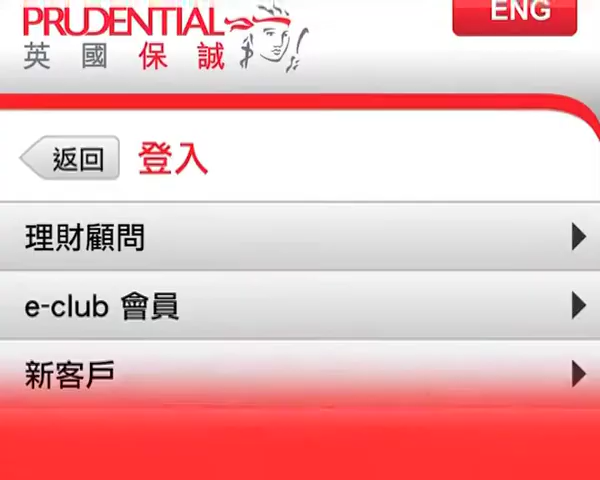 PRUDENTIAL
英國保誠
ENG
返回
登入
理財顧問
e-club 會員
新客戶